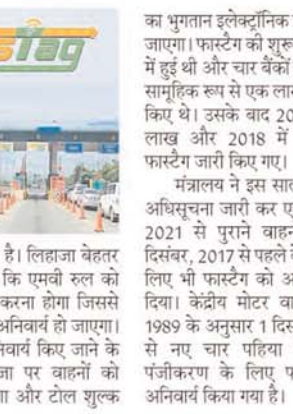 Tag
है। लिहाजा बेहतर
कि एमवी रुल को
करना होगा जिससे
अनिवार्य हो जाएगा।
नेवार्य किए जाने के
जा पर वाहनों को
और टोल शुल्क
का भुगतान इलेक्ट्रॉनिक
जाएगा। फास्टैग की शुरू
में हुई थी और चार बैंकों
सामूहिक रूप से एक लाख
किए थे। उसके बाद 20
लाख और 2018 में
फास्टैग जारी किए गए।
मंत्रालय ने इस साल
अधिसूचना जारी कर ए
2021 से पुराने वाहन
दिसंबर, 2017 से पहले के
लिए भी फास्टैग को अ
दिया। केंद्रीय मोटर वा
1989 के अनुसार 1 दिस
से नए चार पहिया
पंजीकरण के लिए फ
अनिवार्य किया गया है।